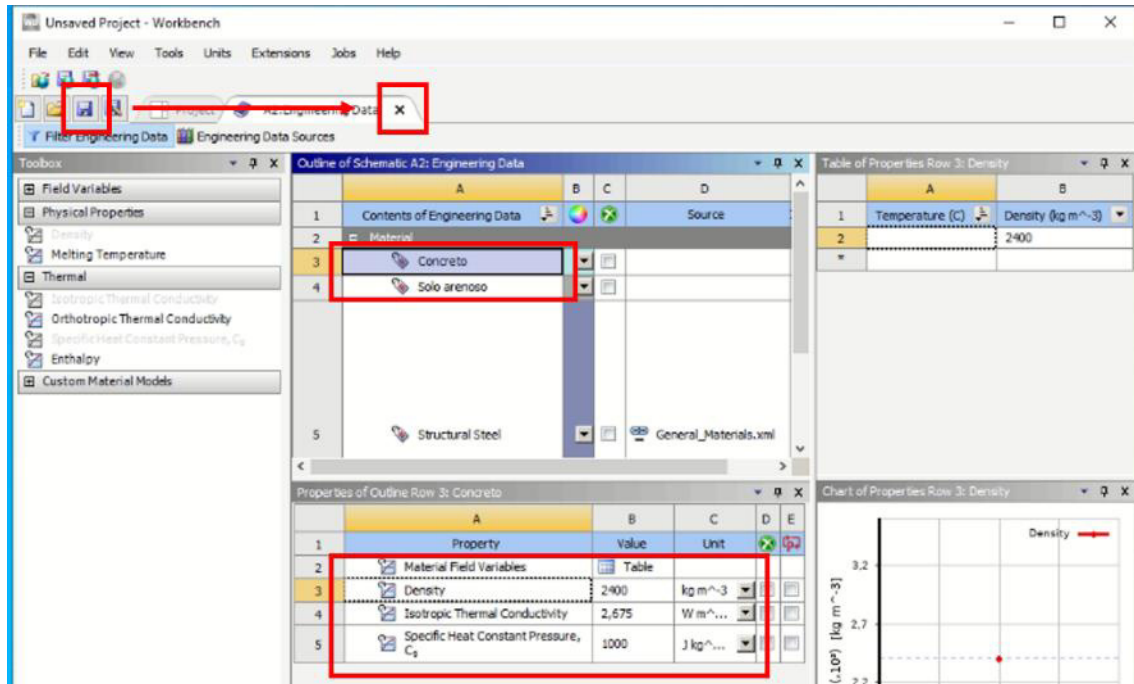 Unsaved Project - Workbench
File Edit View Tools Units Extensions Jobs Help
Project A2:Engineering Data
Filter Engineering Data Engineering Data Sources
Toolbox
Field Variables
Physical Properties
Density
Melting Temperature
Thermal
Isotropic Thermal Conductivity
Orthotropic Thermal Conductivity
Specific Heat Constant Pressure, Cₚ
Enthalpy
Custom Material Models
Outline of Schematic A2: Engineering Data
A B C D
1 Contents of Engineering Data Source
2 Material
3 Concreto
4 Solo arenoso
5 Structural Steel General_Materials.xml
Properties of Outline Row 3: Concreto
A B C D E
1 Property Value Unit
2 Material Field Variables Table
3 Density 2400 kg m^-3
4 Isotropic Thermal Conductivity 2,675 W m^...
5 Specific Heat Constant Pressure, Cₚ 1000 J kg^...
Table of Properties Row 3: Density
A B
1 Temperature (C) Density (kg m^-3)
2 2400
*
Chart of Properties Row 3: Density
Density
3,2
2,7
2,2
(.10³) [kg m^-3]